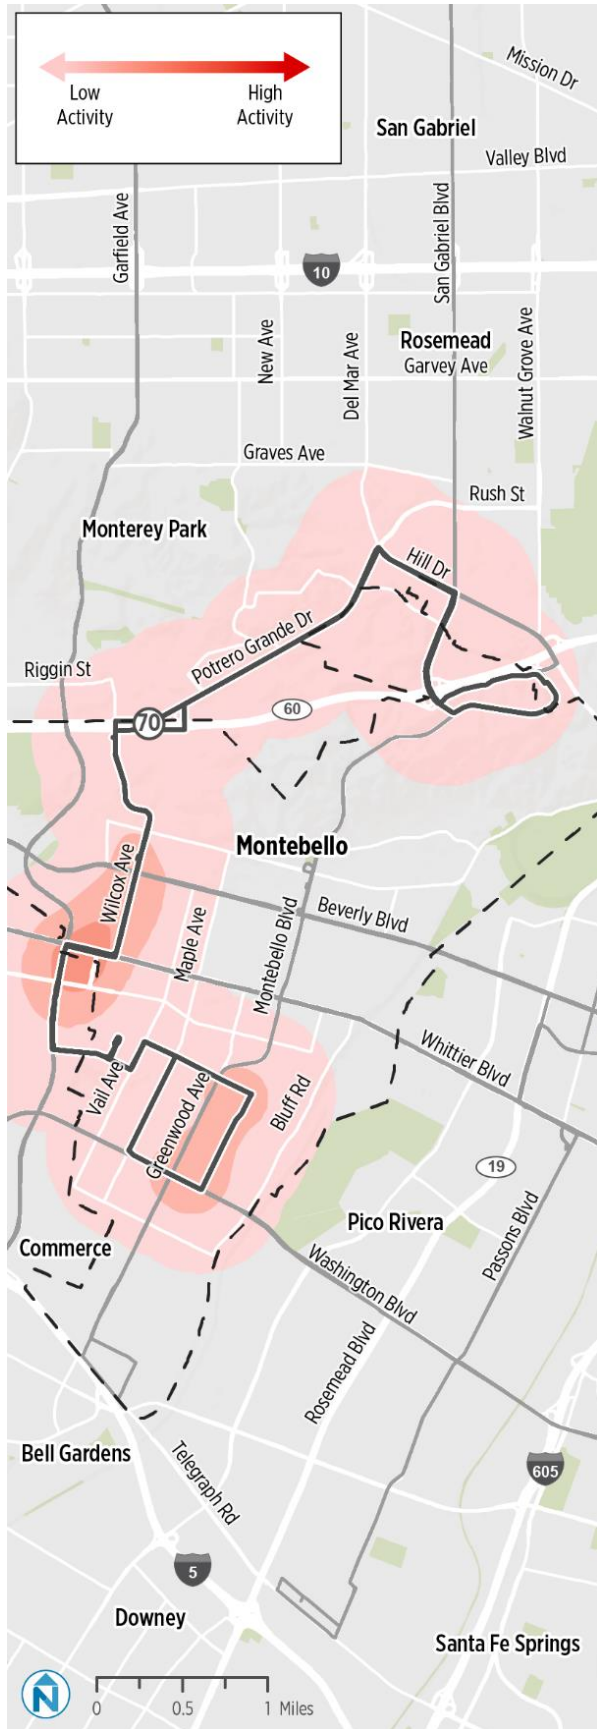 Low
Activity
High
Activity
Mission Dr
San Gabriel
Valley Blvd
Garfield Ave
San Gabriel Blvd
10
New Ave
Del Mar Ave
Rosemead
Garvey Ave
Walnut Grove Ave
Graves Ave
Rush St
Monterey Park
Hill Dr
Potrero Grande Dr
Riggin St
70
60
Montebello
Wilcox Ave
Maple Ave
Montebello Blvd
Beverly Blvd
Whittier Blvd
Vail Ave
Greenwood Ave
Bluff Rd
19
Pico Rivera
Passons Blvd
Commerce
Washington Blvd
Rosemead Blvd
Bell Gardens
Telegraph Rd
605
5
Downey
Santa Fe Springs
N
0
0.5
1 Miles